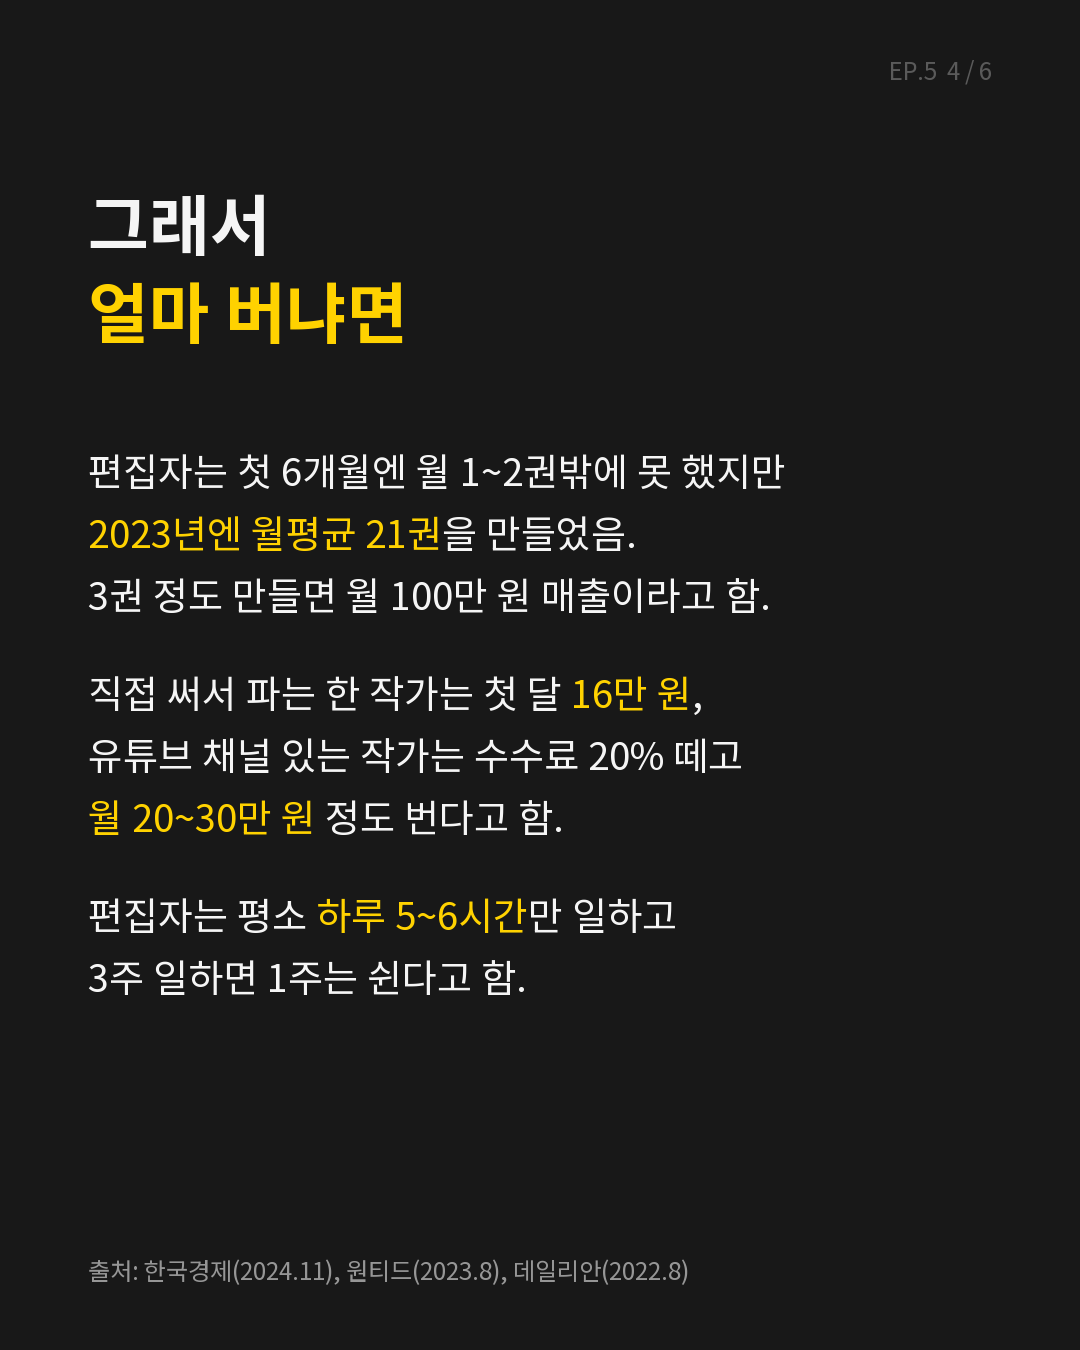 EP.5 4 / 6
그래서
얼마 버냐면
편집자는 첫 6개월엔 월 1~2권밖에 못 했지만
2023년엔 월평균 21권을 만들었음.
3권 정도 만들면 월 100만 원 매출이라고 함.
직접 써서 파는 한 작가는 첫 달 16만 원,
유튜브 채널 있는 작가는 수수료 20% 떼고
월 20~30만 원 정도 번다고 함.
편집자는 평소 하루 5~6시간만 일하고
3주 일하면 1주는 쉰다고 함.
출처: 한국경제(2024.11), 원티드(2023.8), 데일리안(2022.8)